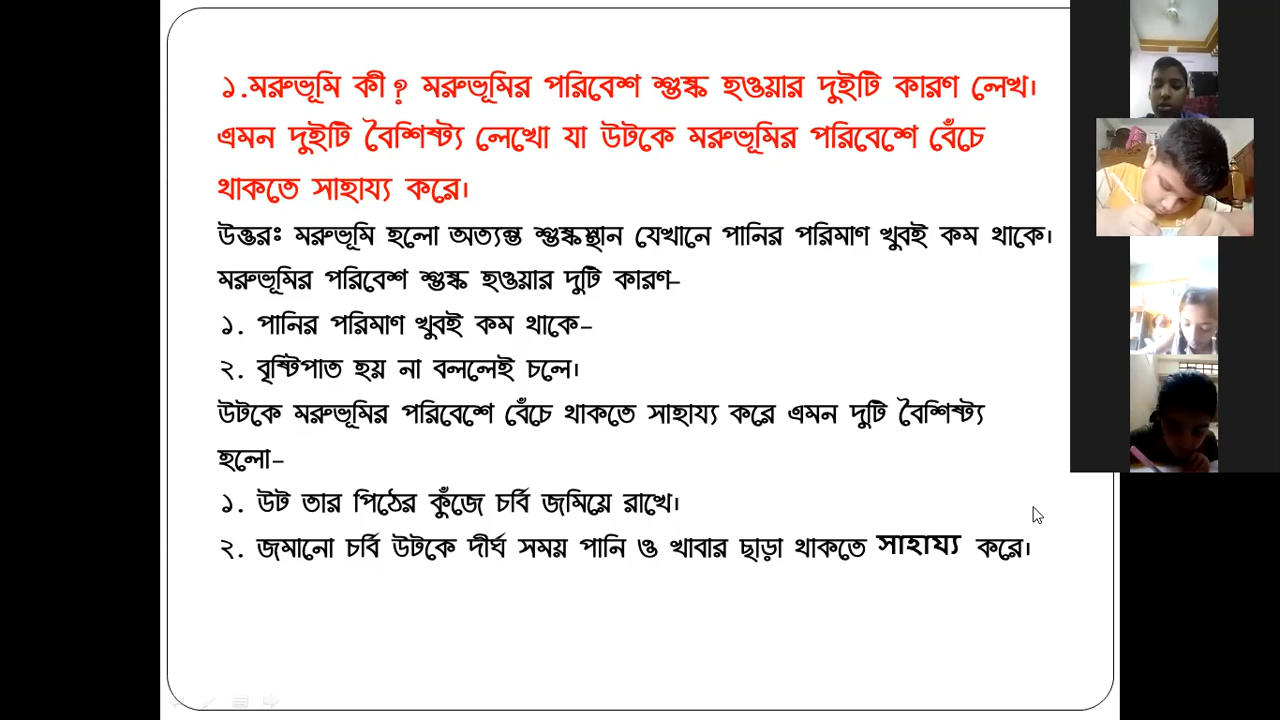 ১.মরুভূমি কী? মরুভূমির পরিবেশ শুষ্ক হওয়ার দুইটি কারণ লেখ।
এমন দুইটি বৈশিষ্ট্য লেখো যা উটকে মরুভূমির পরিবেশে বেঁচে
থাকতে সাহায্য করে।
উত্তরঃ মরুভূমি হলো অত্যন্ত শুষ্কস্থান যেখানে পানির পরিমাণ খুবই কম থাকে।
মরুভূমির পরিবেশ শুষ্ক হওয়ার দুটি কারণ–
১. পানির পরিমাণ খুবই কম থাকে–
২. বৃষ্টিপাত হয় না বললেই চলে।
উটকে মরুভূমির পরিবেশে বেঁচে থাকতে সাহায্য করে এমন দুটি বৈশিষ্ট্য
হলো–
১. উট তার পিঠের কুঁজে চর্বি জমিয়ে রাখে।
২. জমানো চর্বি উটকে দীর্ঘ সময় পানি ও খাবার ছাড়া থাকতে সাহায্য করে।